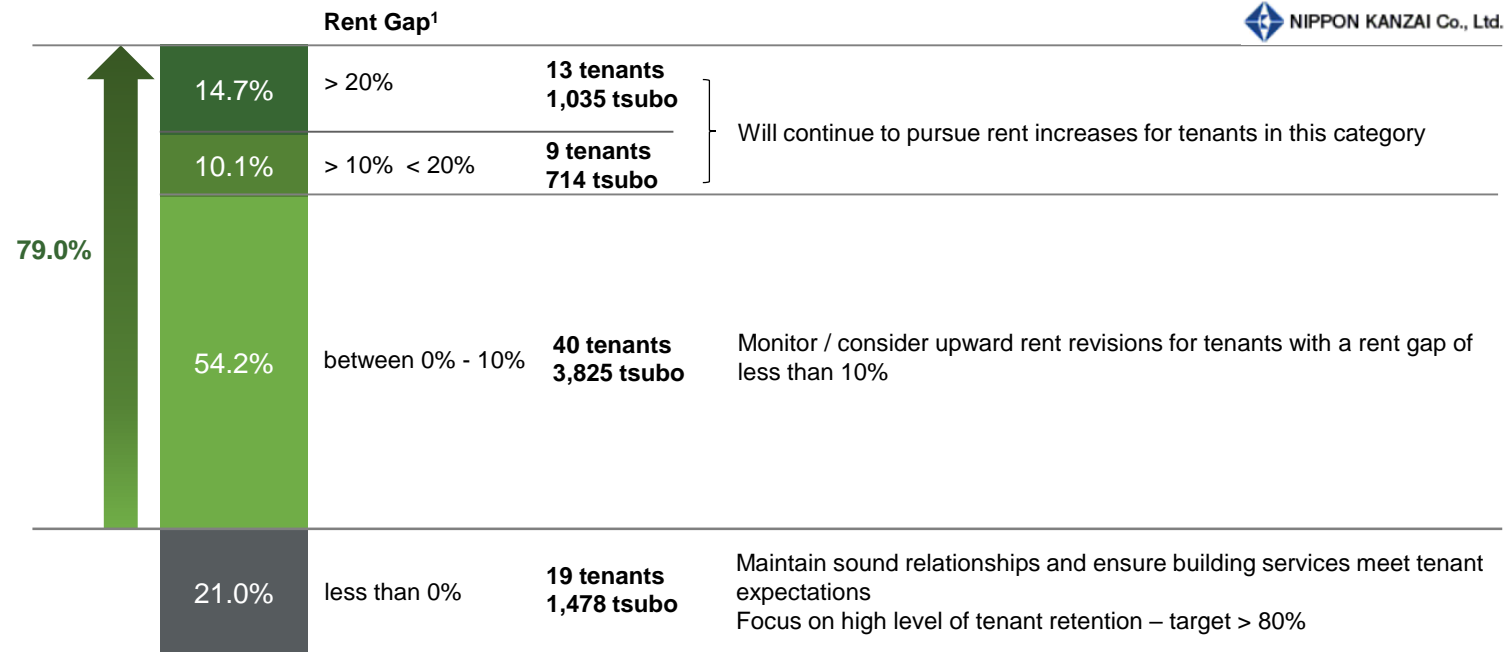 Rent Gap1
NIPPON KANZAI Co., Ltd.
14.7%
> 20%
13 tenants
1,035 tsubo
Will continue to pursue rent increases for tenants in this category
10.1%
> 10% < 20%
9 tenants
714 tsubo
79.0%
54.2%
between 0% - 10%
40 tenants
3,825 tsubo
Monitor / consider upward rent revisions for tenants with a rent gap of
less than 10%
21.0%
less than 0%
19 tenants
1,478 tsubo
Maintain sound relationships and ensure building services meet tenant
expectations
Focus on high level of tenant retention – target > 80%